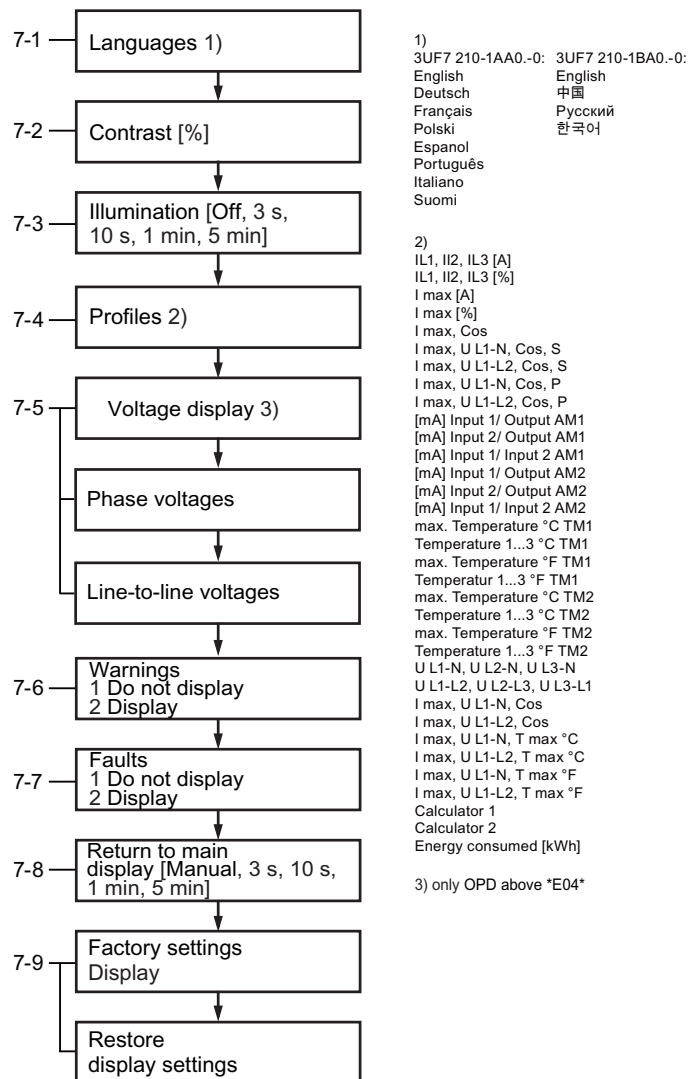 7-1
Languages 1)
7-2
Contrast [%]
7-3
Illumination [Off, 3 s,
10 s, 1 min, 5 min]
7-4
Profiles 2)
7-5
Voltage display 3)
Phase voltages
Line-to-line voltages
7-6
Warnings
1 Do not display
2 Display
7-7
Faults
1 Do not display
2 Display
7-8
Return to main
display [Manual, 3 s, 10 s,
1 min, 5 min]
7-9
Factory settings
Display
Restore
display settings
1)
3UF7 210-1AA0.-0:
English
Deutsch
Français
Polski
Espanol
Português
Italiano
Suomi
3UF7 210-1BA0.-0:
English
中国
Русский
한국어
2)
IL1, Il2, IL3 [A]
IL1, Il2, IL3 [%]
I max [A]
I max [%]
I max, Cos
I max, U L1-N, Cos, S
I max, U L1-L2, Cos, S
I max, U L1-N, Cos, P
I max, U L1-L2, Cos, P
[mA] Input 1/ Output AM1
[mA] Input 2/ Output AM1
[mA] Input 1/ Input 2 AM1
[mA] Input 1/ Output AM2
[mA] Input 2/ Output AM2
[mA] Input 1/ Input 2 AM2
max. Temperature °C TM1
Temperature 1...3 °C TM1
max. Temperature °F TM1
Temperatur 1...3 °F TM1
max. Temperature °C TM2
Temperature 1...3 °C TM2
max. Temperature °F TM2
Temperature 1...3 °F TM2
U L1-N, U L2-N, U L3-N
U L1-L2, U L2-L3, U L3-L1
I max, U L1-N, Cos
I max, U L1-L2, Cos
I max, U L1-N, T max °C
I max, U L1-L2, T max °C
I max, U L1-N, T max °F
I max, U L1-L2, T max °F
Calculator 1
Calculator 2
Energy consumed [kWh]
3) only OPD above *E04*